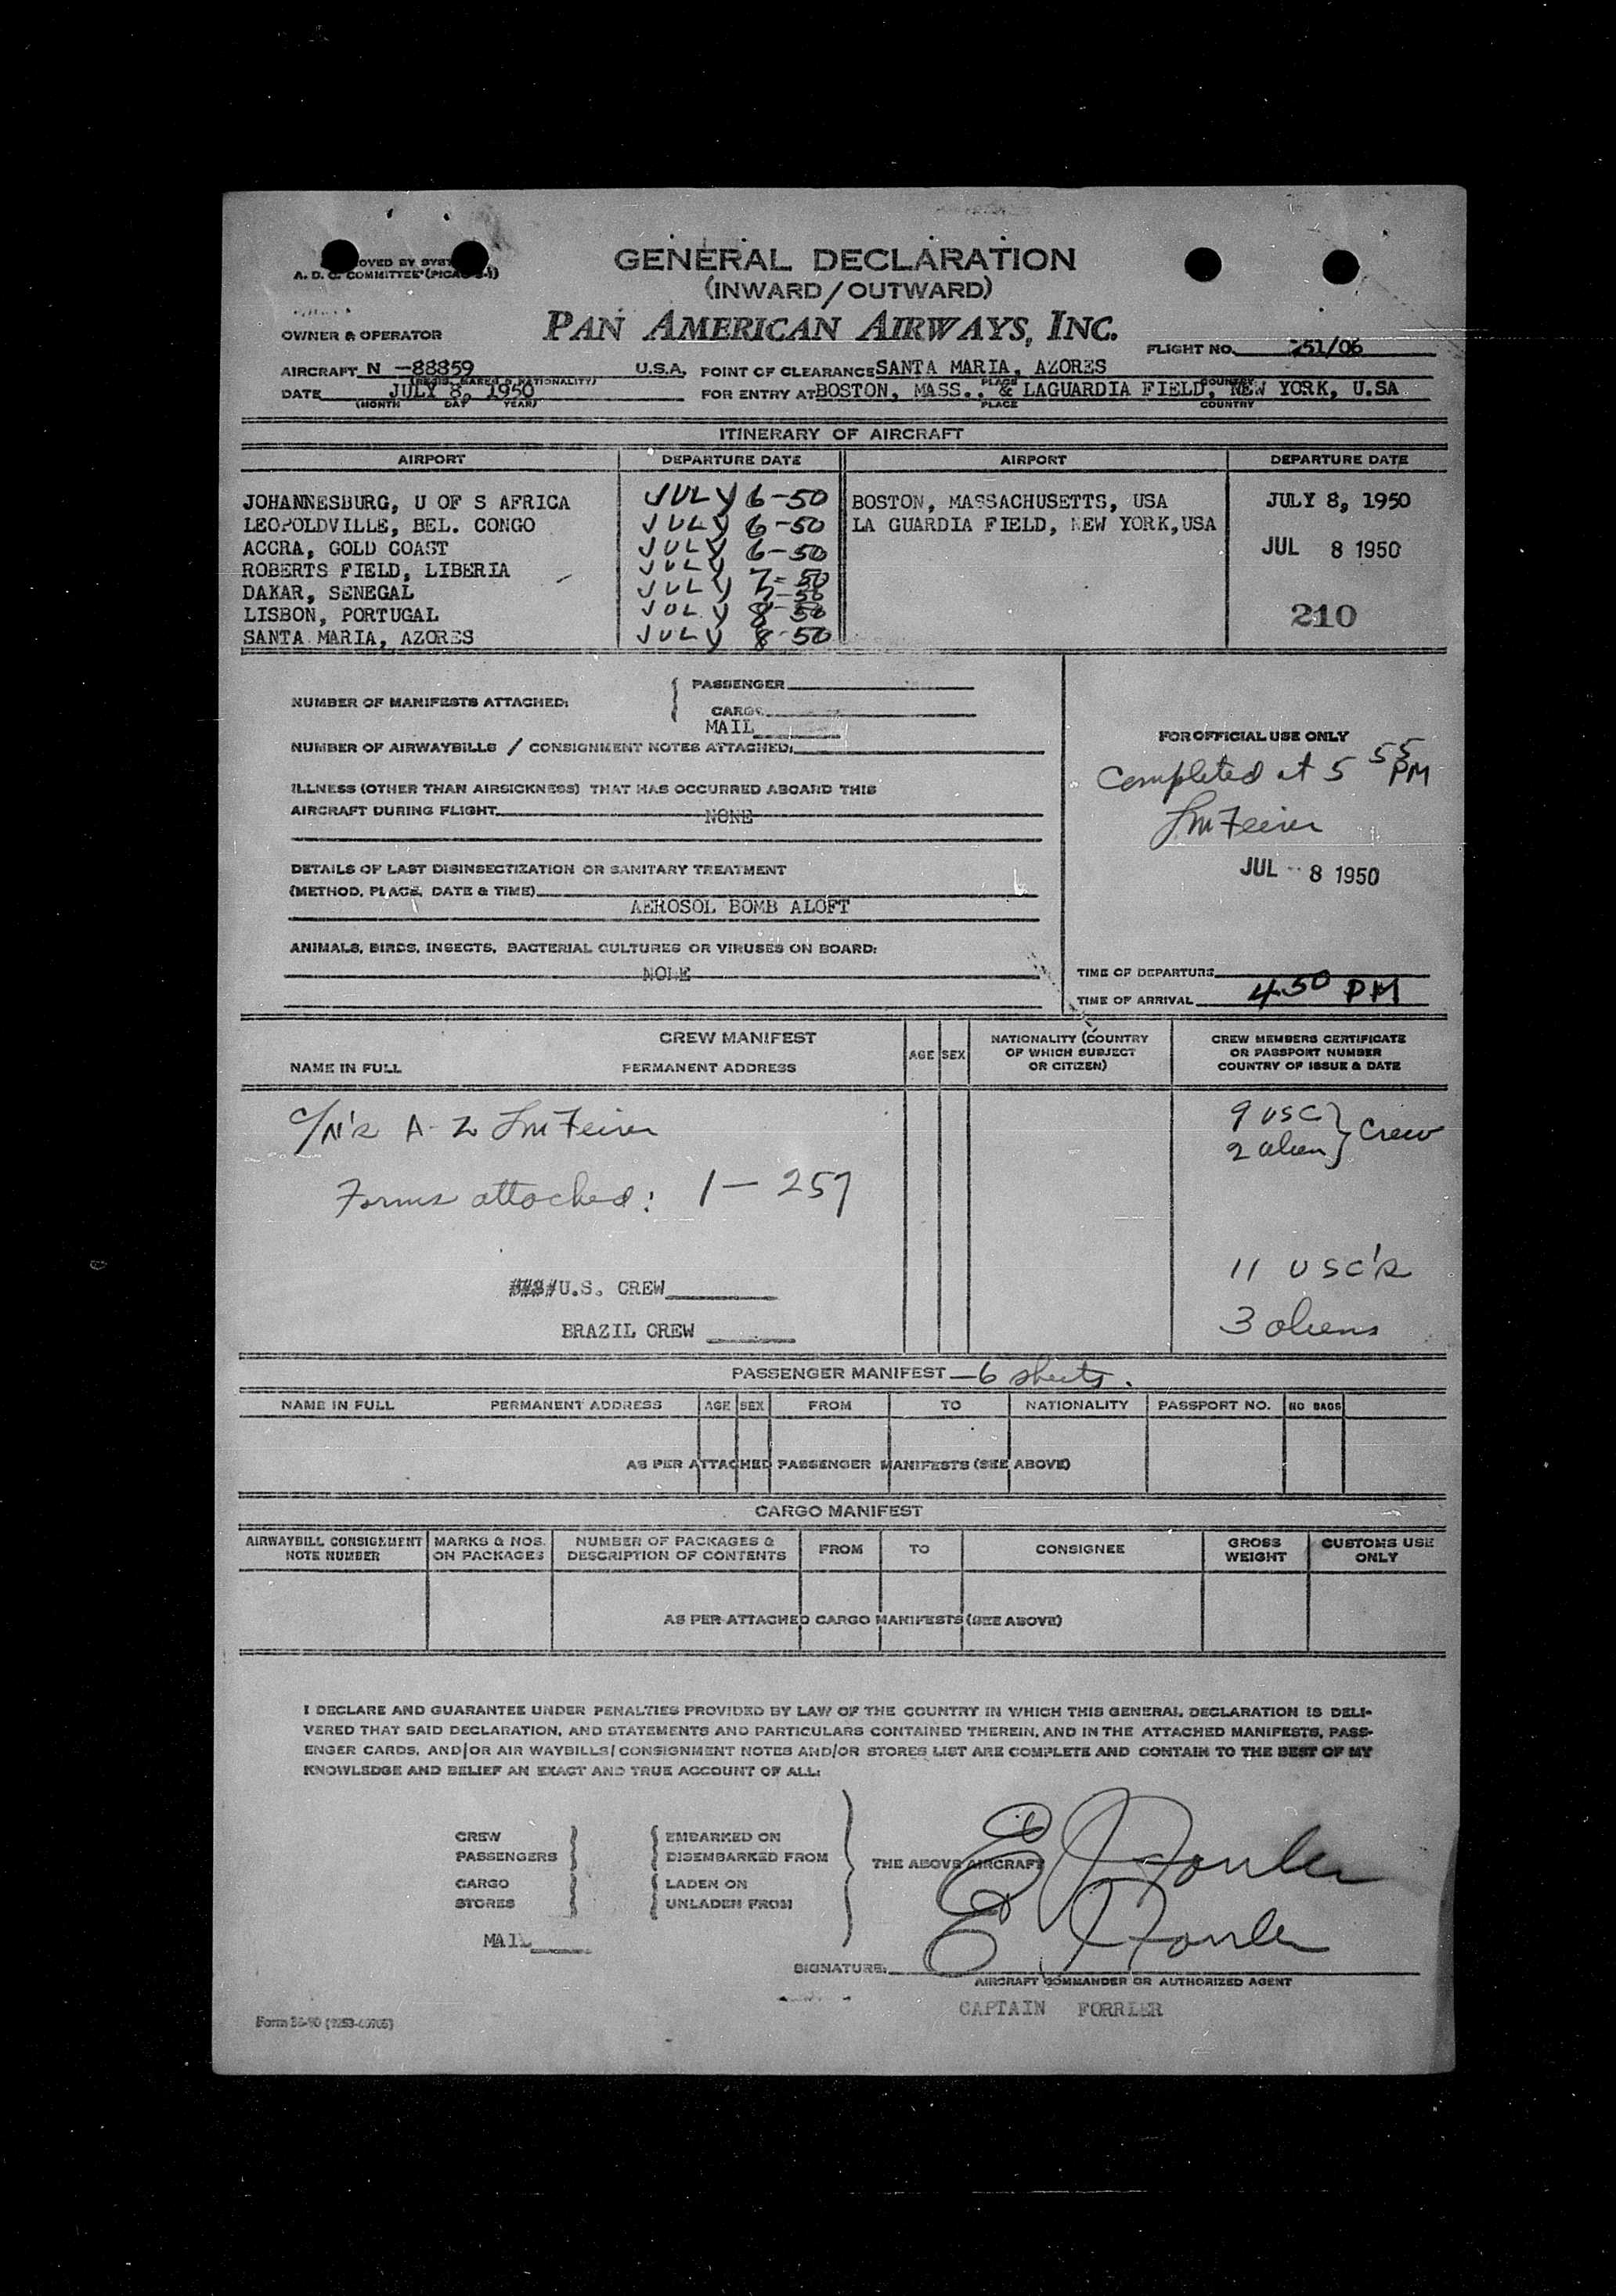 GENERAL DECLARATION
(INWARD/OUTWARD)
A. D. C. COMMITTEE (PICAO
OWNER & OPERATOR
PAN AMERICAN AIRWAYS, INC.
FLIGHT NO. 251/06
AIRCRAFT N -88859 U.S.A. POINT OF CLEARANCE SANTA MARIA, AZORES
(REGIS. MARKS & NATIONALITY) PLACE COUNTRY
DATE JULY 8, 1950 FOR ENTRY AT BOSTON, MASS.. & LAGUARDIA FIELD, NEW YORK, U.SA
(MONTH DAY YEAR) PLACE COUNTRY
ITINERARY OF AIRCRAFT
AIRPORT DEPARTURE DATE AIRPORT DEPARTURE DATE
JOHANNESBURG, U OF S AFRICA JULY 6-50 BOSTON, MASSACHUSETTS, USA JULY 8, 1950
LEOPOLDVILLE, BEL. CONGO JULY 6-50 LA GUARDIA FIELD, NEW YORK,USA
ACCRA, GOLD COAST JULY 6-50 JUL 8 1950
ROBERTS FIELD, LIBERIA JULY 7-50
DAKAR, SENEGAL JULY 7-50
LISBON, PORTUGAL JULY 8-50 210
SANTA MARIA, AZORES JULY 8-50
NUMBER OF MANIFESTS ATTACHED:
PASSENGER
CARGO
MAIL
NUMBER OF AIRWAYBILLS / CONSIGNMENT NOTES ATTACHED:
ILLNESS (OTHER THAN AIRSICKNESS) THAT HAS OCCURRED ABOARD THIS
AIRCRAFT DURING FLIGHT NONE
DETAILS OF LAST DISINSECTIZATION OR SANITARY TREATMENT
(METHOD, PLACE, DATE & TIME)
AEROSOL BOMB ALOFT
ANIMALS, BIRDS, INSECTS, BACTERIAL CULTURES OR VIRUSES ON BOARD:
NONE
FOR OFFICIAL USE ONLY
Completed at 5 55 PM
JUL 8 1950
TIME OF DEPARTURE
TIME OF ARRIVAL 4.50 PM
CREW MANIFEST
NAME IN FULL PERMANENT ADDRESS AGE SEX NATIONALITY (COUNTRY OF WHICH SUBJECT OR CITIZEN) CREW MEMBERS CERTIFICATE OR PASSPORT NUMBER COUNTRY OF ISSUE & DATE
A-Z
9 USC
2 alien } Crew
Forms attached: 1 - 257
11 USC's
3 aliens
U.S. CREW
BRAZIL CREW
PASSENGER MANIFEST - 6 sheets.
NAME IN FULL PERMANENT ADDRESS AGE SEX FROM TO NATIONALITY PASSPORT NO. NO BAGS
AS PER ATTACHED PASSENGER MANIFESTS (SEE ABOVE)
CARGO MANIFEST
AIRWAYBILL CONSIGNMENT NOTE NUMBER MARKS & NOS. ON PACKAGES NUMBER OF PACKAGES & DESCRIPTION OF CONTENTS FROM TO CONSIGNEE GROSS WEIGHT CUSTOMS USE ONLY
AS PER ATTACHED CARGO MANIFESTS (SEE ABOVE)
I DECLARE AND GUARANTEE UNDER PENALTIES PROVIDED BY LAW OF THE COUNTRY IN WHICH THIS GENERAL DECLARATION IS DELI-
VERED THAT SAID DECLARATION, AND STATEMENTS AND PARTICULARS CONTAINED THEREIN, AND IN THE ATTACHED MANIFESTS, PASS-
ENGER CARDS, AND/OR AIR WAYBILLS/CONSIGNMENT NOTES AND/OR STORES LIST ARE COMPLETE AND CONTAIN TO THE BEST OF MY
KNOWLEDGE AND BELIEF AN EXACT AND TRUE ACCOUNT OF ALL:
CREW EMBARKED ON
PASSENGERS DISEMBARKED FROM
THE ABOVE AIRCRAFT
CARGO LADEN ON
STORES UNLADEN FROM
MAIL
SIGNATURE:
AIRCRAFT COMMANDER OR AUTHORIZED AGENT
CAPTAIN FORRLER